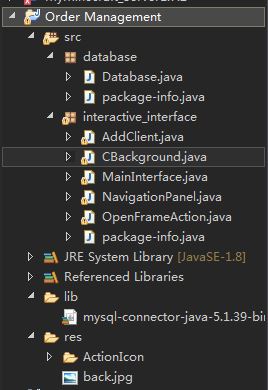 Order Management
src
database
Database.java
package-info.java
interactive_interface
AddClient.java
CBackground.java
MainInterface.java
NavigationPanel.java
OpenFrameAction.java
package-info.java
JRE System Library [JavaSE-1.8]
Referenced Libraries
lib
mysql-connector-java-5.1.39-bin
res
ActionIcon
back.jpg